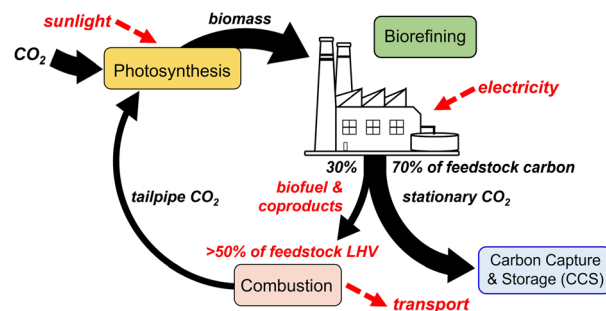 sunlight
biomass
Biorefining
CO₂
Photosynthesis
electricity
30%
70% of feedstock carbon
biofuel &
coproducts
stationary CO₂
tailpipe CO₂
>50% of feedstock LHV
Carbon Capture
& Storage (CCS)
Combustion
transport